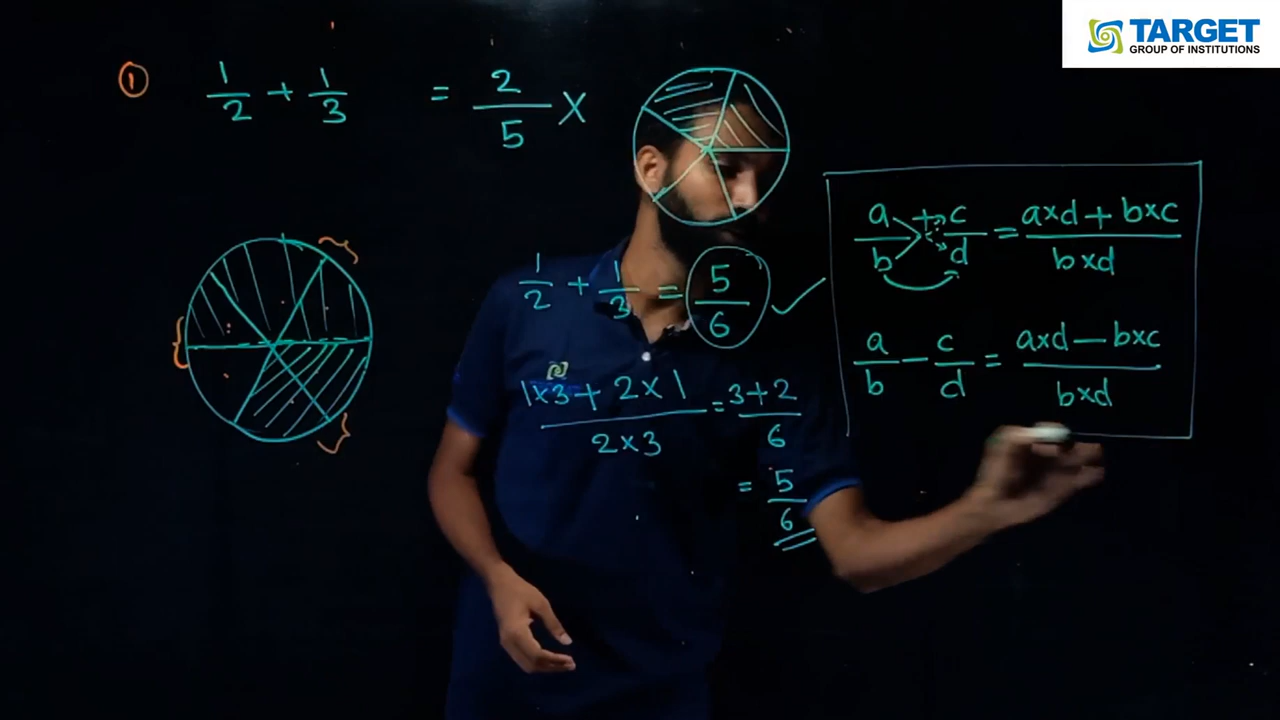 TARGET
GROUP OF INSTITUTIONS
① 1/2 + 1/3 = 2/5 X
a/b + c/d = a×d + b×c / b×d
1/2 + 1/3 = 5/6 ✓
a/b − c/d = a×d − b×c / b×d
1×3 + 2×1 / 2×3 = 3+2 / 6
= 5/6